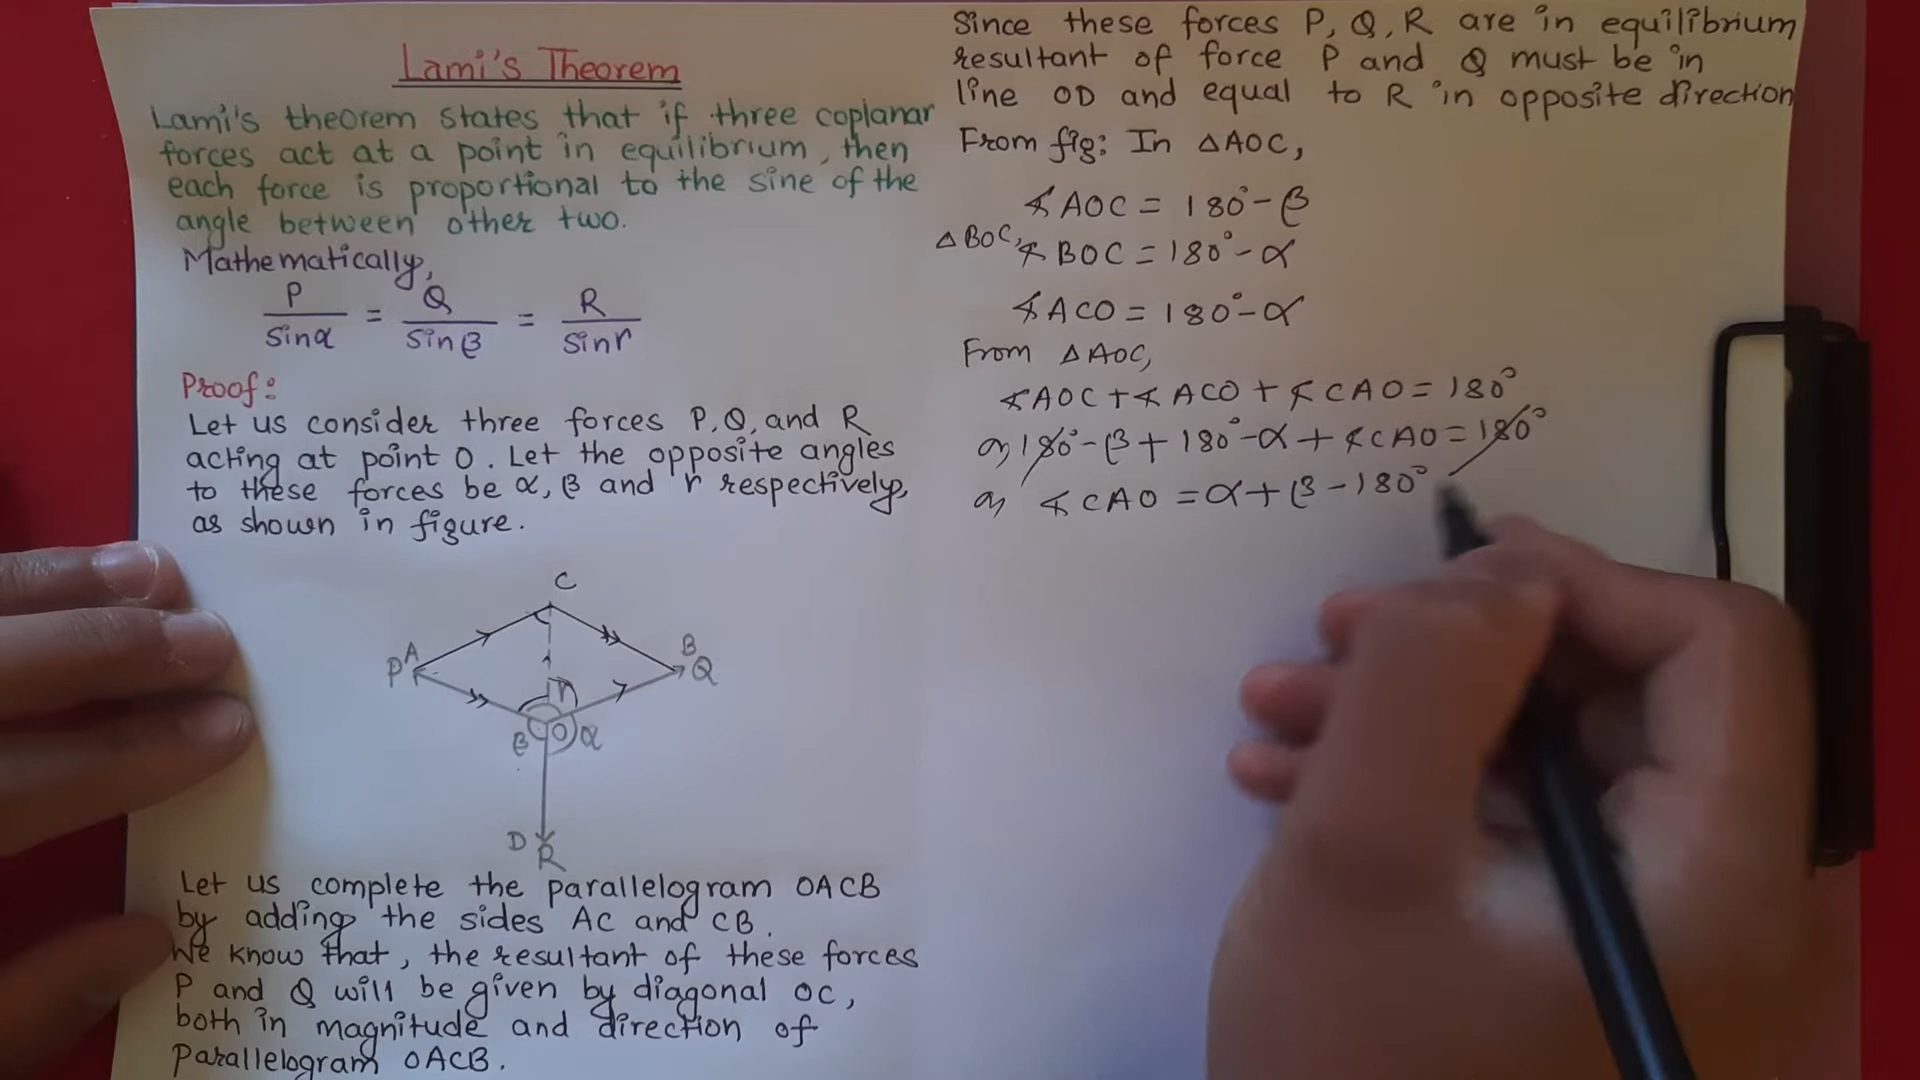 Lami's Theorem
Lami's theorem states that if three coplanar
forces act at a point in equilibrium, then
each force is proportional to the sine of the
angle between other two.
Mathematically,
P/sinα = Q/sinβ = R/sinr
Proof:
Let us consider three forces P, Q, and R
acting at point O. Let the opposite angles
to these forces be α, β and r respectively,
as shown in figure.
C
P A
B
Q
r
β O α
D
R
Let us complete the parallelogram OACB
by adding the sides AC and CB.
We know that, the resultant of these forces
P and Q will be given by diagonal OC,
both in magnitude and direction of
parallelogram OACB.
Since these forces P, Q, R are in equilibrium
resultant of force P and Q must be in
line OD and equal to R in opposite direction
From fig: In ΔAOC,
∡AOC = 180° - β
ΔBOC, ∡BOC = 180° - α
∡ACO = 180° - α
From ΔAOC,
∡AOC + ∡ACO + ∡CAO = 180°
or 180° - β + 180° - α + ∡CAO = 180°
or ∡CAO = α + β - 180°